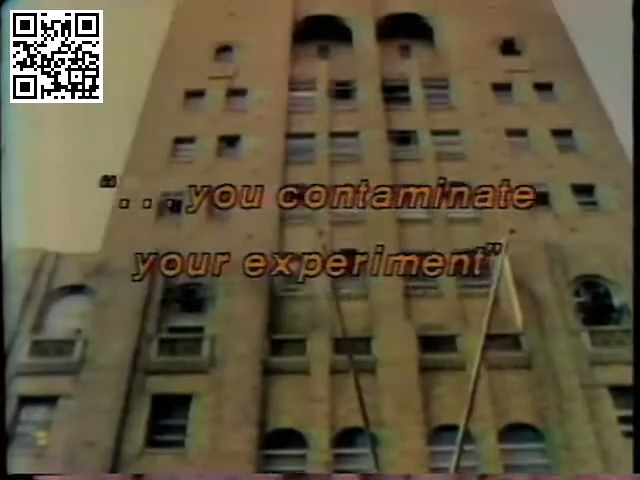 “. . . you contaminate
your experiment”